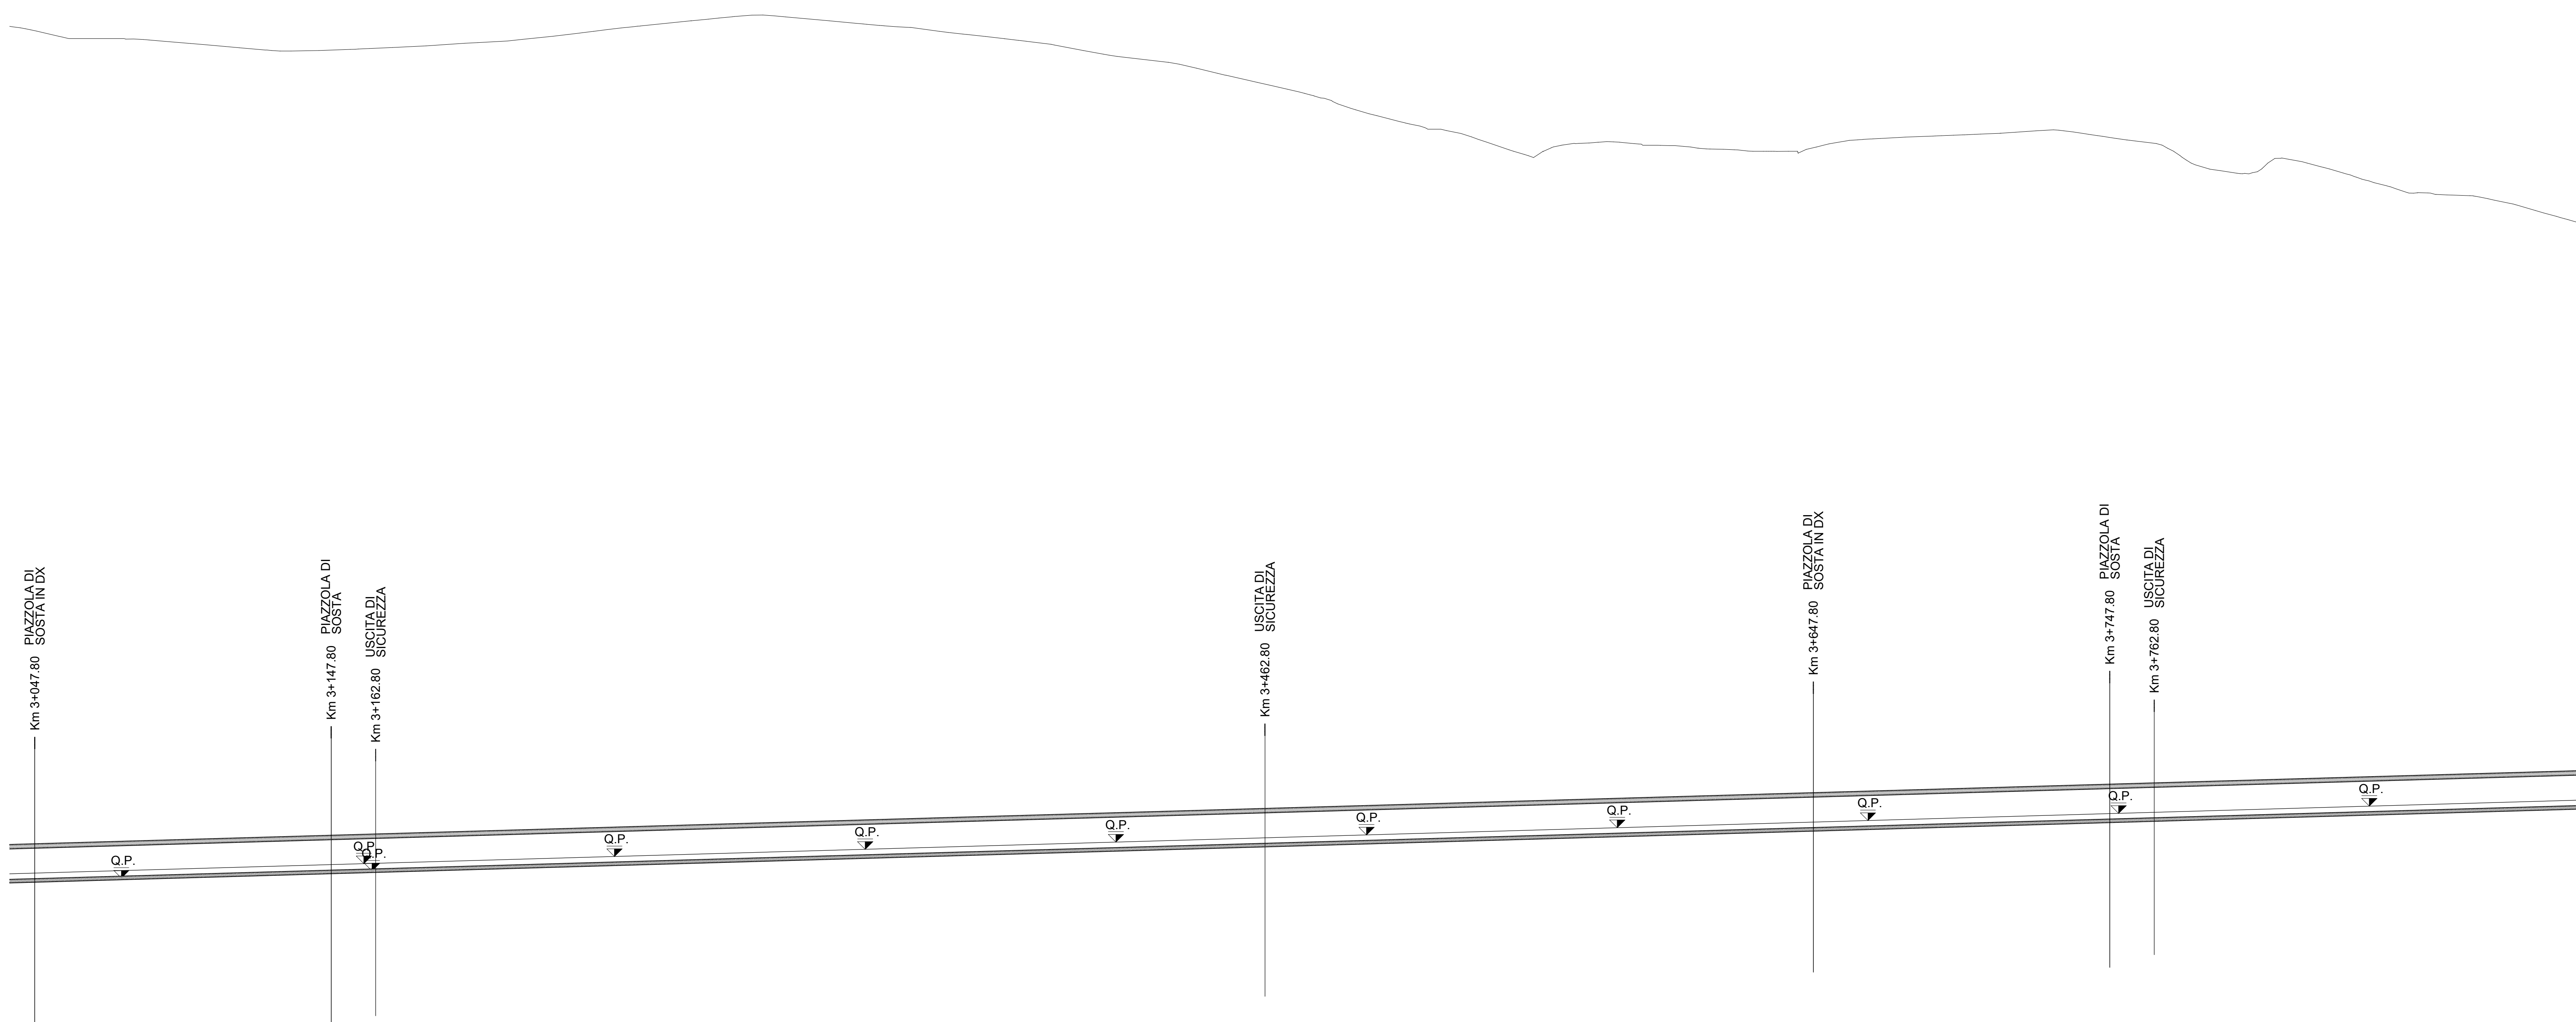 PIAZZOLA DI
Km 3+047.80 SOSTA IN DX
PIAZZOLA DI
Km 3+147.80 SOSTA
USCITA DI
Km 3+162.80 SICUREZZA
USCITA DI
Km 3+462.80 SICUREZZA
PIAZZOLA DI
Km 3+647.80 SOSTA IN DX
PIAZZOLA DI
Km 3+747.80 SOSTA
USCITA DI
Km 3+762.80 SICUREZZA
Q.P.
Q.P.
Q.P.
Q.P.
Q.P.
Q.P.
Q.P.
Q.P.
Q.P.
Q.P.
Q.P.